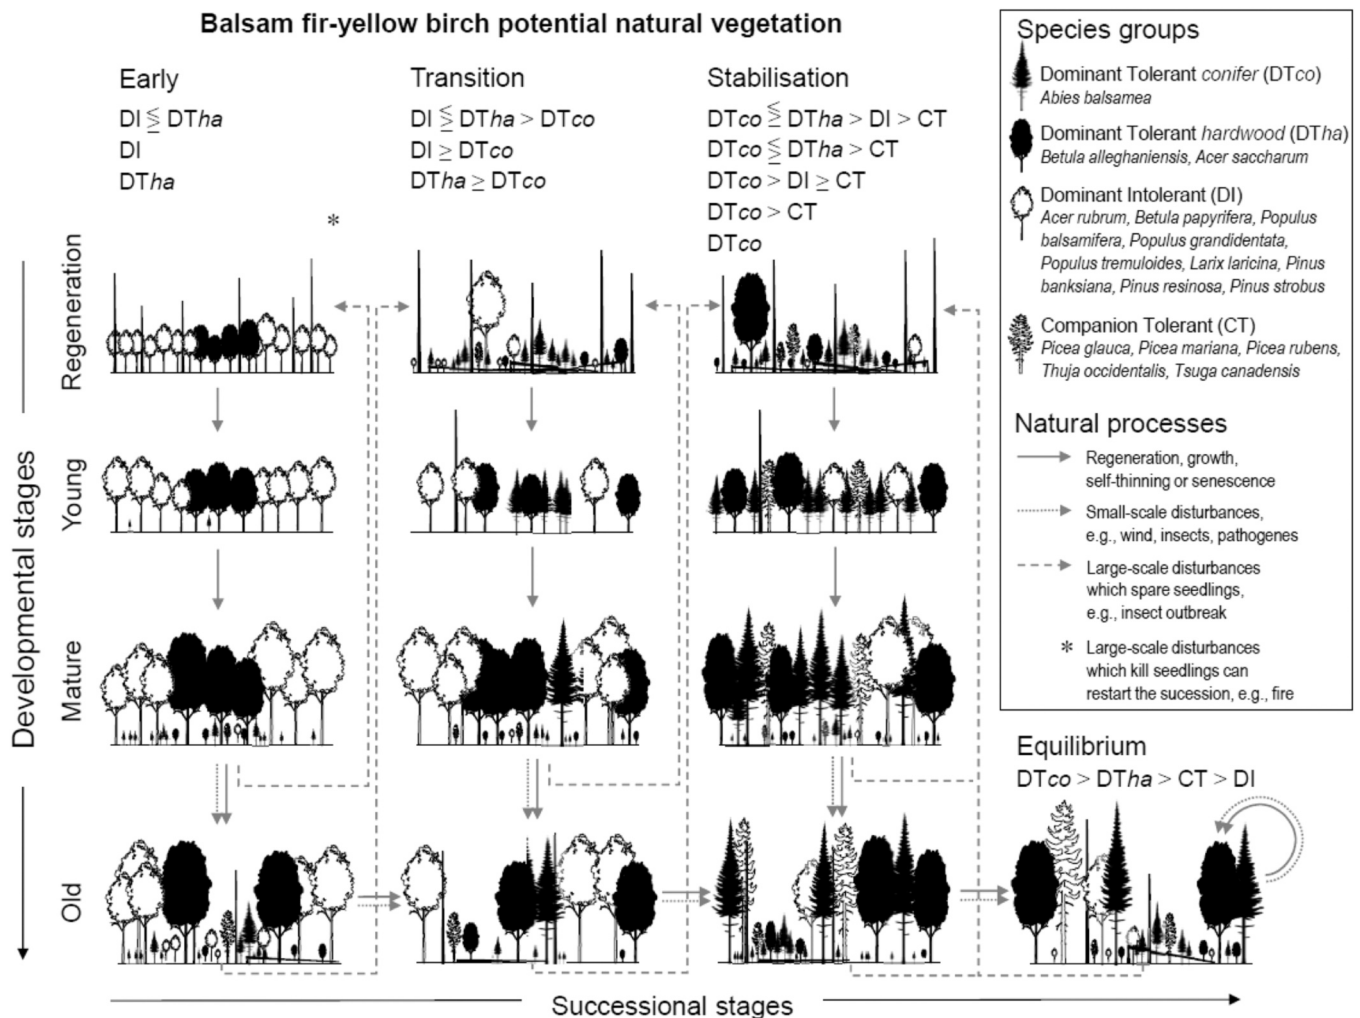 Balsam fir-yellow birch potential natural vegetation
Early
DI ≦ DTha
DI
DTha
*
Transition
DI ≦ DTha > DTco
DI ≥ DTco
DTha ≥ DTco
Stabilisation
DTco ≦ DTha > DI > CT
DTco ≦ DTha > CT
DTco > DI ≥ CT
DTco > CT
DTco
Species groups
Dominant Tolerant conifer (DTco)
Abies balsamea
Dominant Tolerant hardwood (DTha)
Betula alleghaniensis, Acer saccharum
Dominant Intolerant (DI)
Acer rubrum, Betula papyrifera, Populus
balsamifera, Populus grandidentata,
Populus tremuloides, Larix laricina, Pinus
banksiana, Pinus resinosa, Pinus strobus
Companion Tolerant (CT)
Picea glauca, Picea mariana, Picea rubens,
Thuja occidentalis, Tsuga canadensis
Natural processes
Regeneration, growth,
self-thinning or senescence
Small-scale disturbances,
e.g., wind, insects, pathogenes
Large-scale disturbances
which spare seedlings,
e.g., insect outbreak
* Large-scale disturbances
which kill seedlings can
restart the sucession, e.g., fire
Developmental stages
Regeneration
Young
Mature
Old
Equilibrium
DTco > DTha > CT > DI
Successional stages